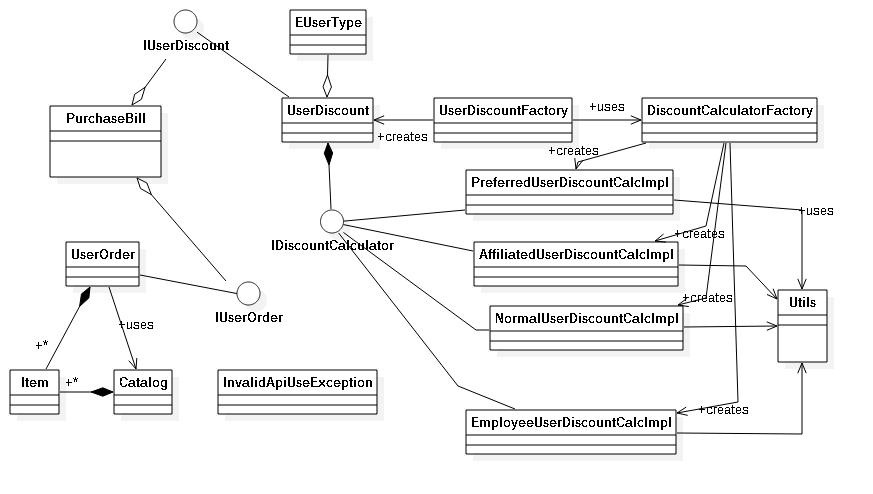 EUserType
IUserDiscount
PurchaseBill
UserDiscount
UserDiscountFactory
+uses
DiscountCalculatorFactory
+creates
+creates
PreferredUserDiscountCalcImpl
+uses
+creates
IDiscountCalculator
AffiliatedUserDiscountCalcImpl
UserOrder
+creates
Utils
IUserOrder
NormalUserDiscountCalcImpl
+uses
+*
Item
+*
Catalog
InvalidApiUseException
+creates
EmployeeUserDiscountCalcImpl